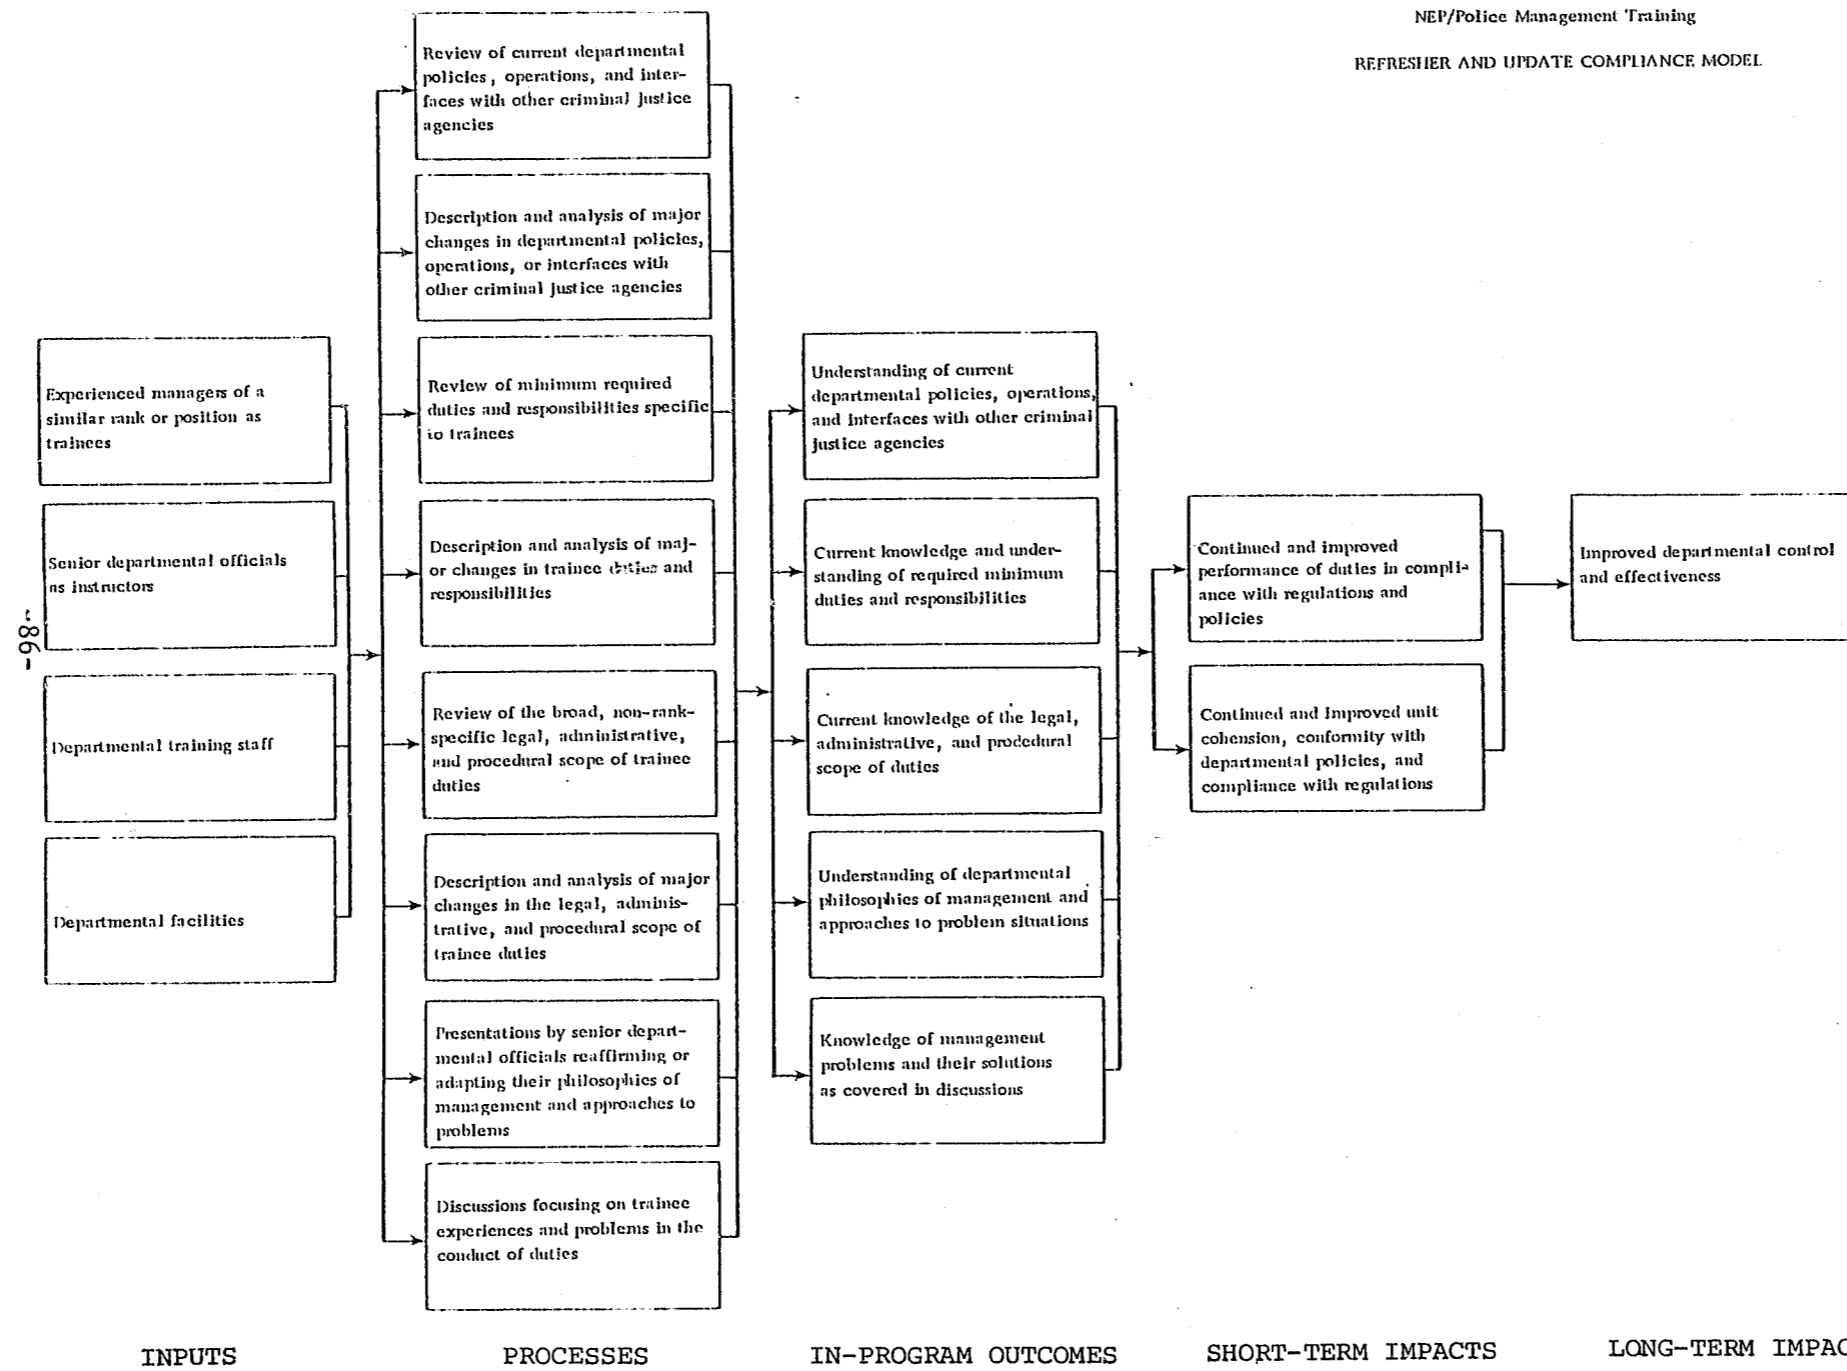 NEP/Police Management Training
REFRESHER AND UPDATE COMPLIANCE MODEL
Experienced managers of a
similar rank or position as
trainees
Senior departmental officials
as instructors
Departmental training staff
Departmental facilities
Review of current departmental
policies, operations, and inter-
faces with other criminal justice
agencies
Description and analysis of major
changes in departmental policies,
operations, or interfaces with
other criminal justice agencies
Review of minimum required
duties and responsibilities specific
to trainees
Description and analysis of maj-
or changes in trainee duties and
responsibilities
Review of the broad, non-rank-
specific legal, administrative,
and procedural scope of trainee
duties
Description and analysis of major
changes in the legal, adminis-
trative, and procedural scope of
trainee duties
Presentations by senior depart-
mental officials reaffirming or
adapting their philosophies of
management and approaches to
problems
Discussions focusing on trainee
experiences and problems in the
conduct of duties
Understanding of current
departmental policies, operations,
and interfaces with other criminal
justice agencies
Current knowledge and under-
standing of required minimum
duties and responsibilities
Current knowledge of the legal,
administrative, and prodedural
scope of duties
Understanding of departmental
philosophies of management and
approaches to problem situations
Knowledge of management
problems and their solutions
as covered in discussions
Continued and improved
performance of duties in compli-
ance with regulations and
policies
Continued and improved unit
cohension, conformity with
departmental policies, and
compliance with regulations
Improved departmental control
and effectiveness
-86-
INPUTS
PROCESSES
IN-PROGRAM OUTCOMES
SHORT-TERM IMPACTS
LONG-TERM IMPAC